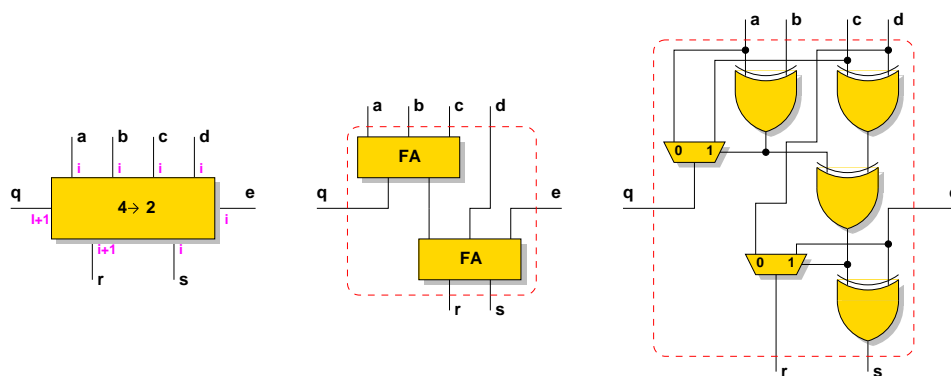 a b c d
i i i i
q 4→ 2 e
l+1 i
i+1 i
r s
a b c d
FA
q e
FA
r s
a b c d
0 1
q e
0 1
r s